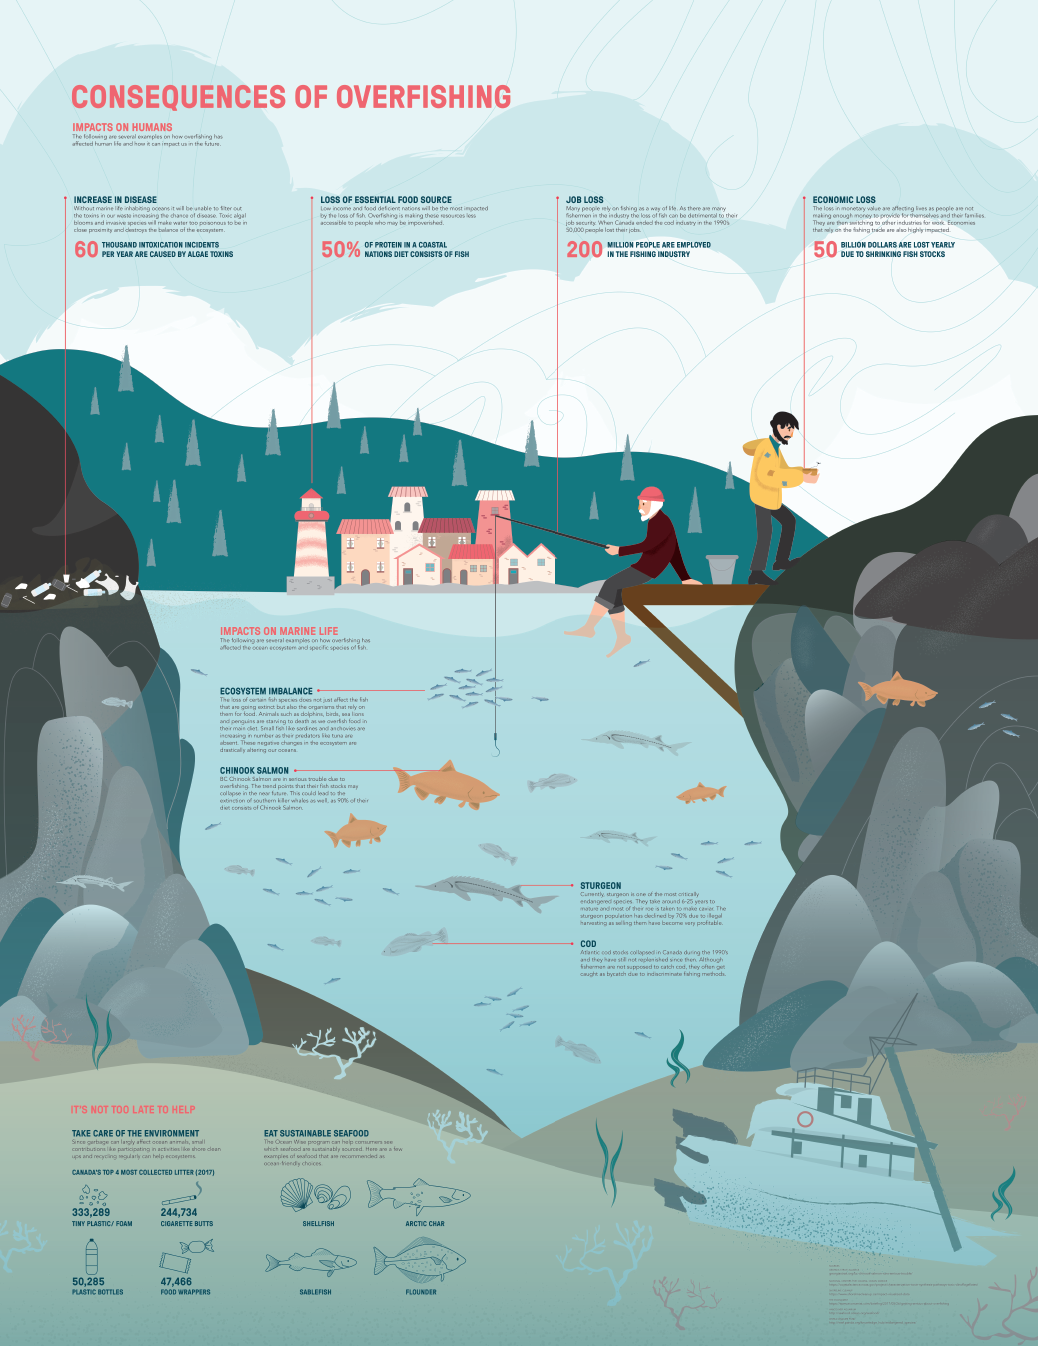 CONSEQUENCES OF OVERFISHING
IMPACTS ON HUMANS
The following are several examples on how overfishing has
affected human life and how it can impact us in the future.
INCREASE IN DISEASE
Without marine life inhabiting oceans it will be unable to filter out
the toxins in our waste increasing the chance of disease. Toxic algal
blooms and invasive species will make water too poisonous to be in
close proximity and destroys the balance of the ecosystem.
60 THOUSAND INTOXICATION INCIDENTS
PER YEAR ARE CAUSED BY ALGAE TOXINS
LOSS OF ESSENTIAL FOOD SOURCE
Low income and food deficient nations will be the most impacted
by the loss of fish. Overfishing is making these resources less
accessible to people who may be impoverished.
50% OF PROTEIN IN A COASTAL
NATIONS DIET CONSISTS OF FISH
JOB LOSS
Many people rely on fishing as a way of life. As there are many
fishermen in the industry the loss of fish can be detrimental to their
job security. When Canada ended the cod industry in the 1990's
50,000 people lost their jobs.
200 MILLION PEOPLE ARE EMPLOYED
IN THE FISHING INDUSTRY
ECONOMIC LOSS
The loss in monetary value are affecting lives as people are not
making enough money to provide for themselves and their families.
They are then switching to other industries for work. Economies
that rely on the fishing trade are also highly impacted.
50 BILLION DOLLARS ARE LOST YEARLY
DUE TO SHRINKING FISH STOCKS
IMPACTS ON MARINE LIFE
The following are several examples on how overfishing has
affected the ocean ecosystem and specific species of fish.
ECOSYSTEM IMBALANCE
The loss of certain fish species does not just affect the fish
that are going extinct but also the organisms that rely on
them for food. Animals such as dolphins, birds, sea lions
and penguins are starving to death as we overfish food in
their main diet. Small fish like sardines and anchovies are
increasing in number as their predators like tuna are
absent. These negative changes in the ecosystem are
drastically altering our oceans.
CHINOOK SALMON
BC Chinook Salmon are in serious trouble due to
overfishing. The trend points that their fish stocks may
collapse in the near future. This could lead to the
extinction of southern killer whales as well, as 90% of their
diet consists of Chinook Salmon.
STURGEON
Currently, sturgeon is one of the most critically
endangered species. They take around 6-25 years to
mature and most of their roe is taken to make caviar. The
sturgeon population has declined by 70% due to illegal
harvesting as selling them have become very profitable.
COD
Atlantic cod stocks collapsed in Canada during the 1990's
and they have still not replenished since then. Although
fishermen are not supposed to catch cod, they often get
caught as bycatch due to indiscriminate fishing methods.
IT'S NOT TOO LATE TO HELP
TAKE CARE OF THE ENVIRONMENT
Since garbage can largly affect ocean animals, small
contributions like participating in activities like shore clean
ups and recycling regularly can help ecosystems.
CANADA'S TOP 4 MOST COLLECTED LITTER (2017)
333,289
TINY PLASTIC/ FOAM
244,734
CIGARETTE BUTTS
50,285
PLASTIC BOTTLES
47,466
FOOD WRAPPERS
EAT SUSTAINABLE SEAFOOD
The Ocean Wise program can help consumers see
which seafood are sustainably sourced. Here are a few
examples of seafood that are recommended as
ocean-friendly choices.
SHELLFISH
ARCTIC CHAR
SABLEFISH
FLOUNDER